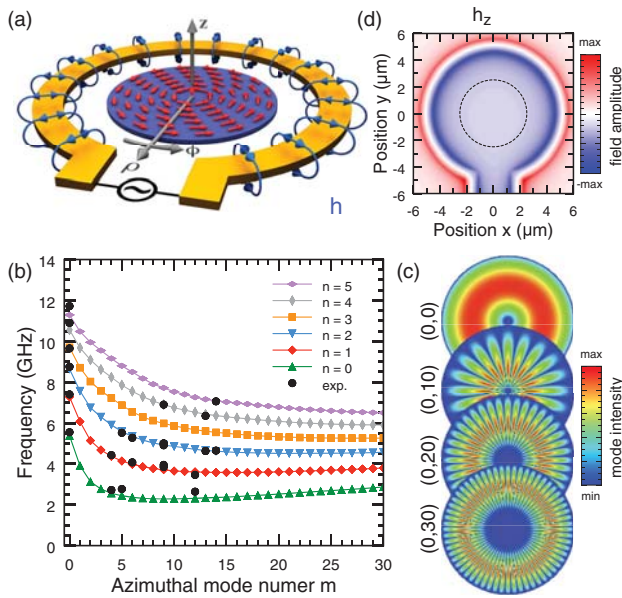 (a)
z
ϕ
ρ
h
(d)
h_z
Position y (μm)
6
4
2
0
-2
-4
-6
-6 -4 -2 0 2 4 6
Position x (μm)
max
field amplitude
-max
(b)
Frequency (GHz)
14
12
10
8
6
4
2
0
n = 5
n = 4
n = 3
n = 2
n = 1
n = 0
exp.
0 5 10 15 20 25 30
Azimuthal mode numer m
(c)
(0,0)
(0,10)
(0,20)
(0,30)
max
mode intensity
min